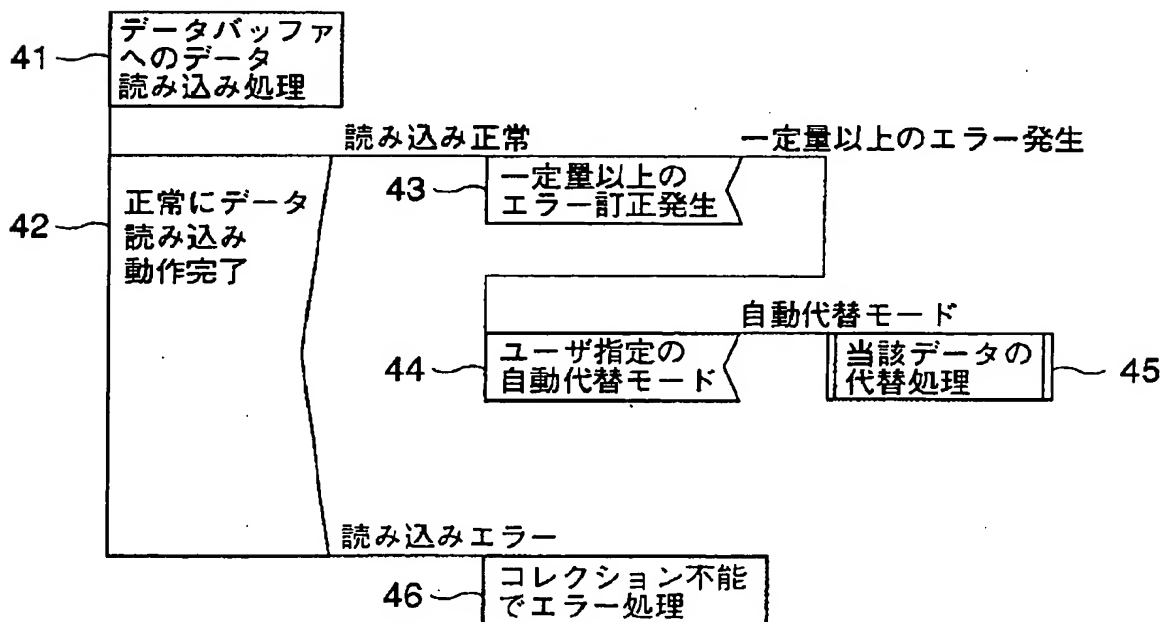 41
データバッファ
へのデータ
読み込み処理
読み込み正常
一定量以上のエラー発生
42
正常にデータ
読み込み
動作完了
43
一定量以上の
エラー訂正発生
自動代替モード
44
ユーザ指定の
自動代替モード
当該データの
代替処理
45
読み込みエラー
46
コレクション不能
でエラー処理